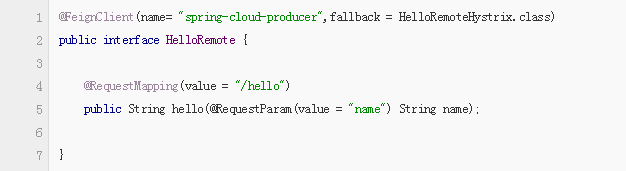 1 @FeignClient(name= "spring-cloud-producer",fallback = HelloRemoteHystrix.class)
2 public interface HelloRemote {
3
4 @RequestMapping(value = "/hello")
5 public String hello(@RequestParam(value = "name") String name);
6
7 }